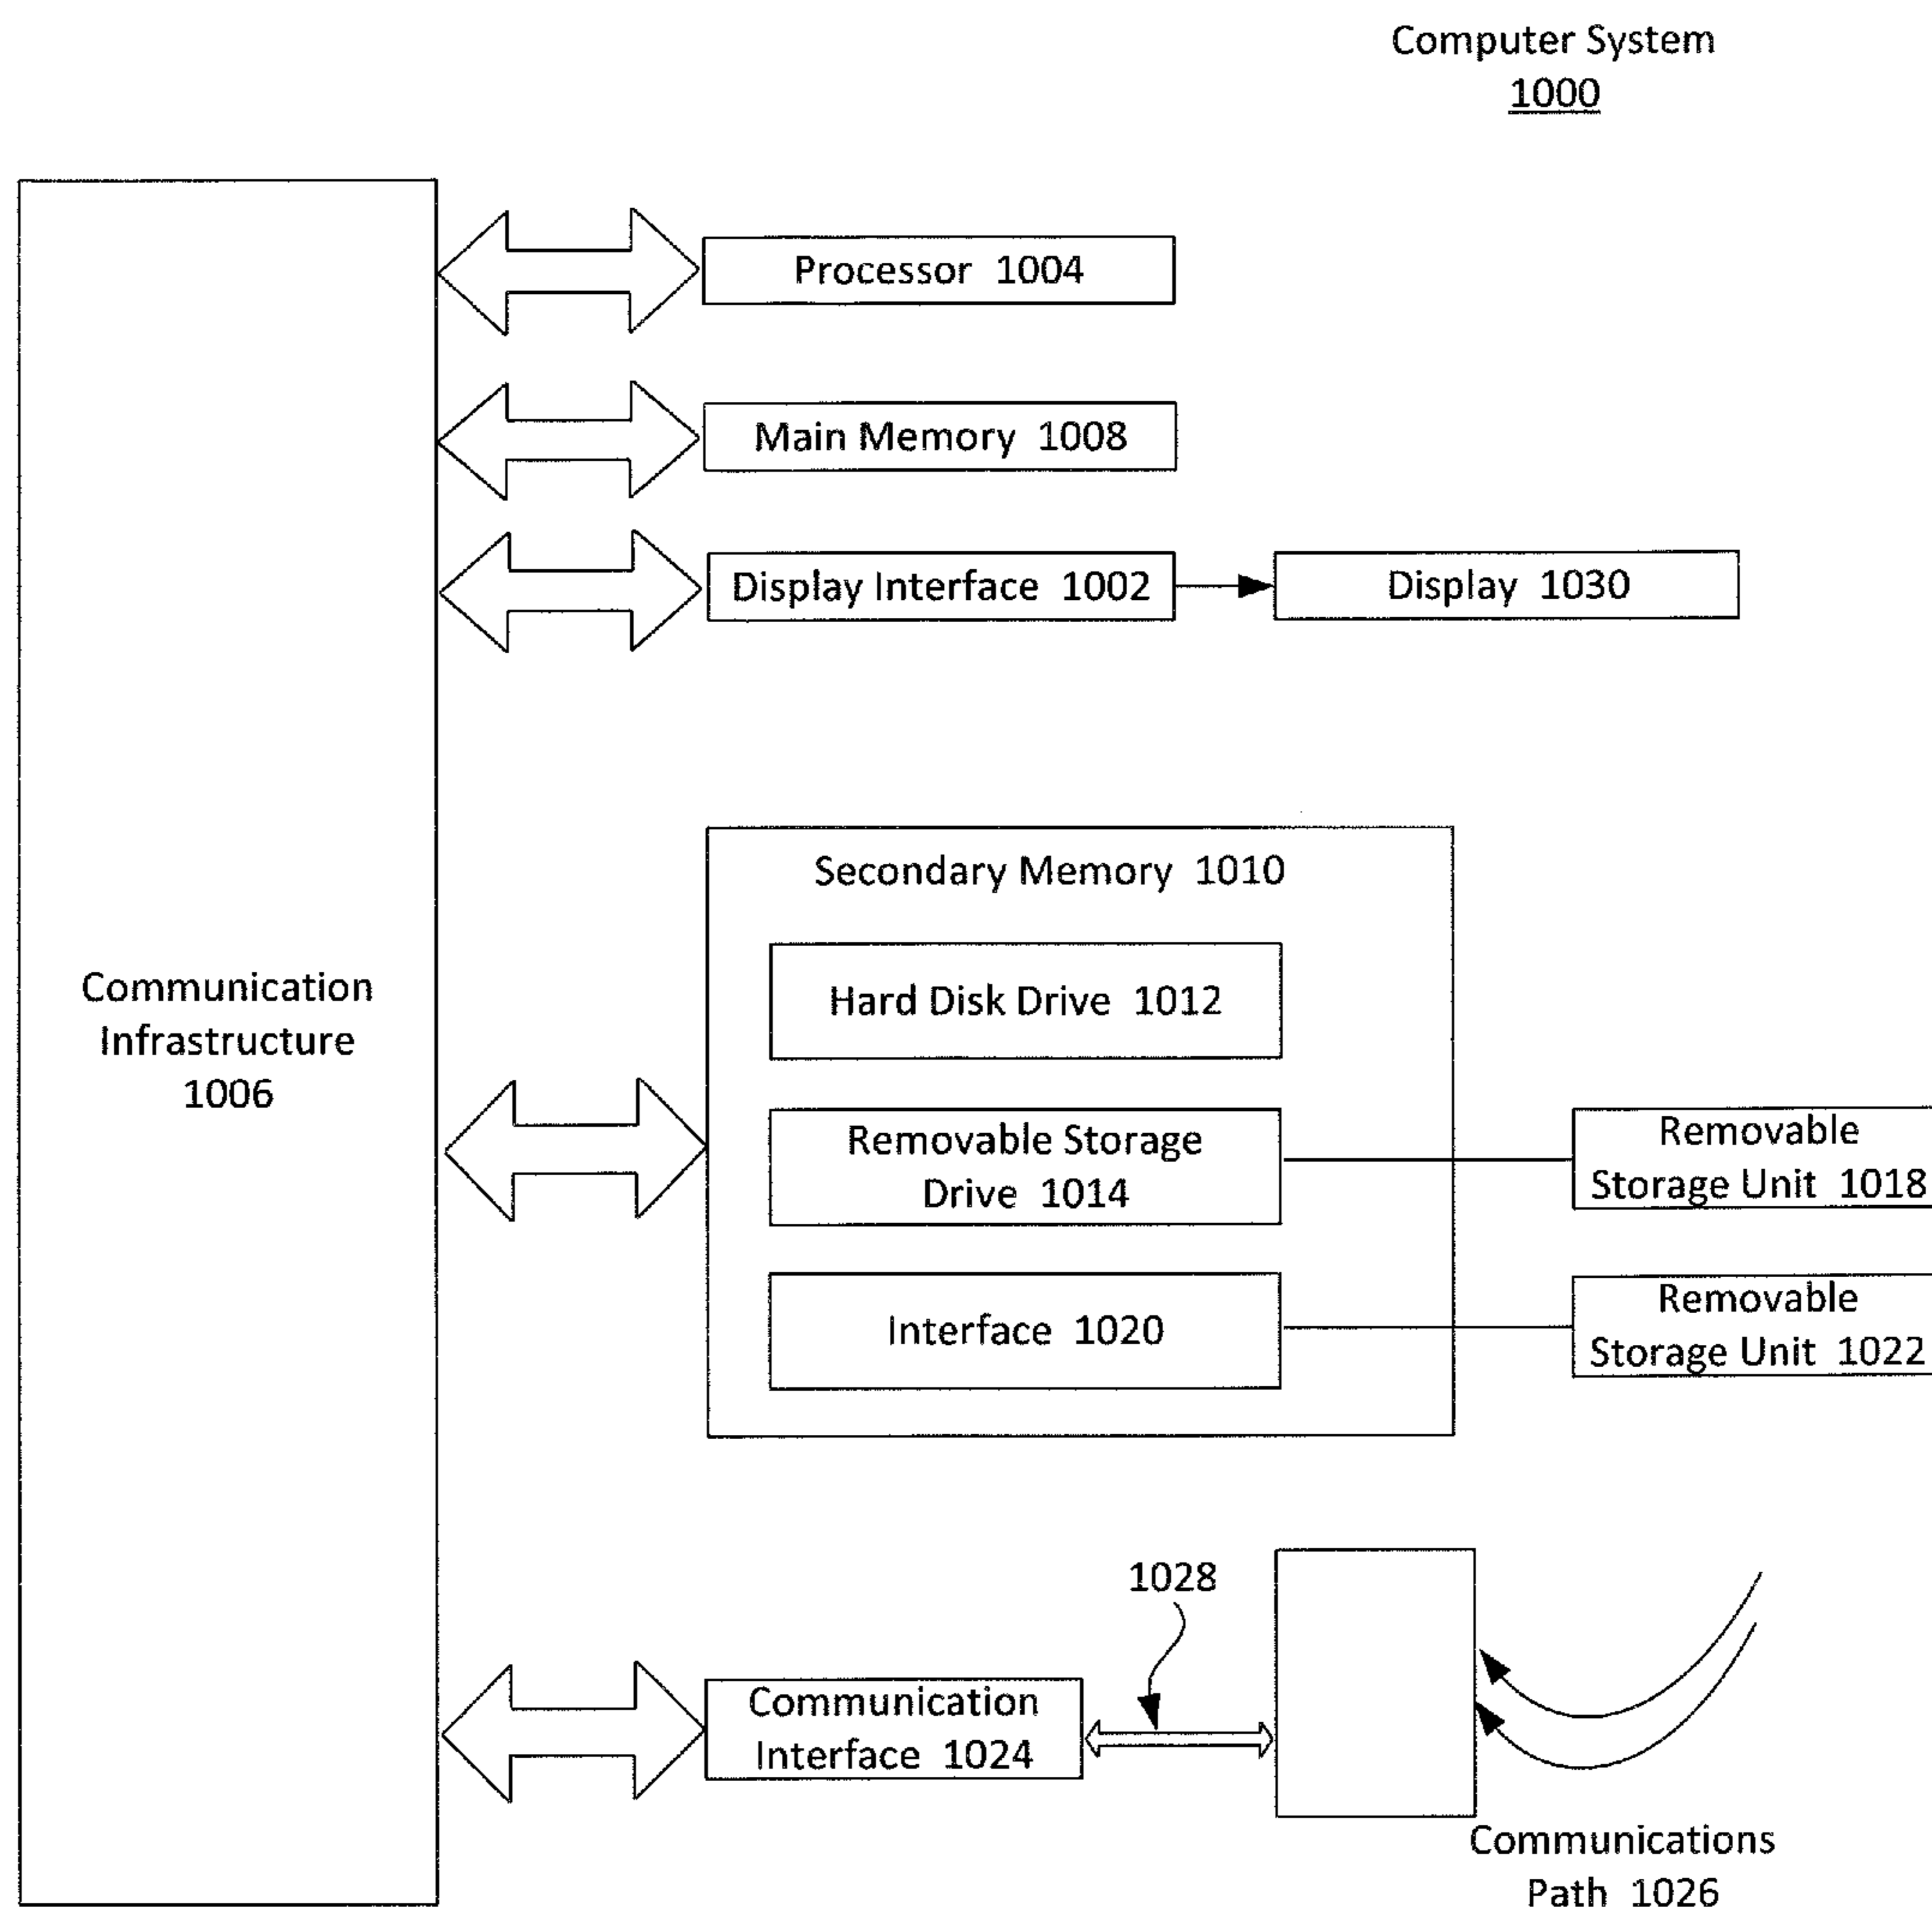 Computer System
1000
Processor 1004
Main Memory 1008
Display Interface 1002
Display 1030
Secondary Memory 1010
Hard Disk Drive 1012
Communication
Infrastructure
1006
Removable Storage
Drive 1014
Removable
Storage Unit 1018
Interface 1020
Removable
Storage Unit 1022
1028
Communication
Interface 1024
Communications
Path 1026